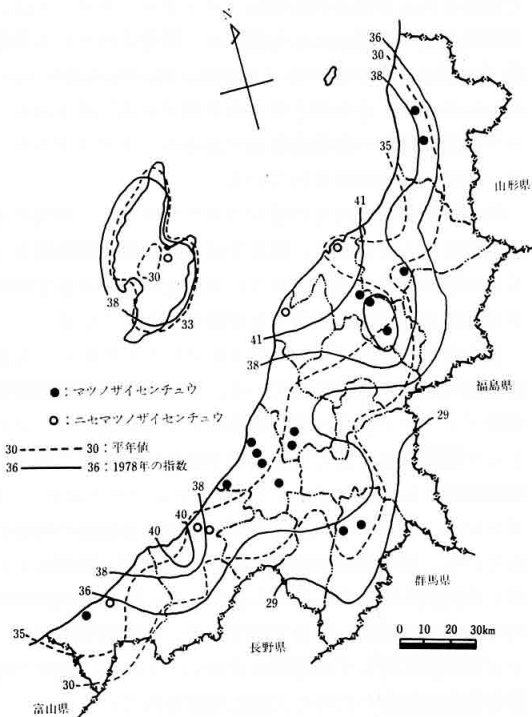 N
36
30
38
35
山形県
41
30
38
33
41
38
福島県
●：マツノザイセンチュウ
○：ニセマツノザイセンチュウ
30 30：平年値
36 36：1978年の指数
29
38
40
40
38
36
35
30
29
群馬県
長野県
富山県
0 10 20 30km